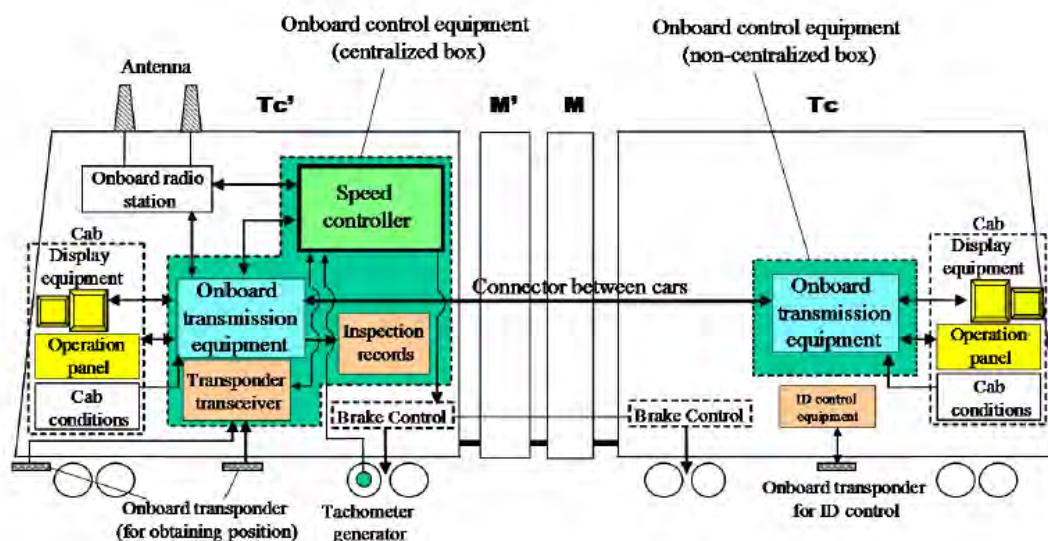 Onboard control equipment
(centralized box)
Onboard control equipment
(non-centralized box)
Antenna
Tc'
M'
M
Tc
Onboard radio
station
Speed
controller
Cab
Display
equipment
Onboard
transmission
equipment
Connector between cars
Onboard
transmission
equipment
Cab
Display
equipment
Inspection
records
Operation
panel
Operation
panel
Transponder
transceiver
Cab
conditions
Brake Control
Brake Control
ID control
equipment
Cab
conditions
Onboard transponder
(for obtaining position)
Tachometer
generator
Onboard transponder
for ID control